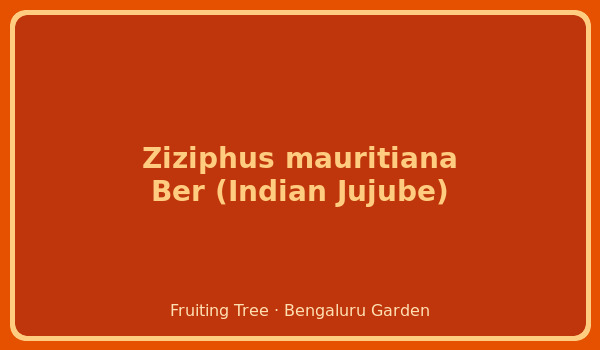 Ziziphus mauritiana
Ber (Indian Jujube)
Fruiting Tree · Bengaluru Garden